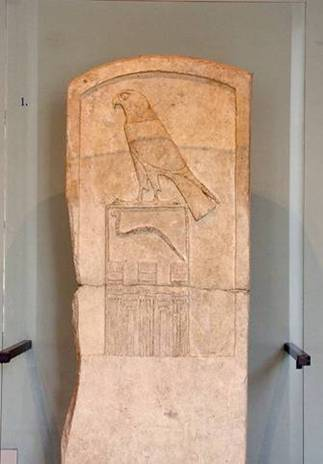 1.
𓅃
𓆓